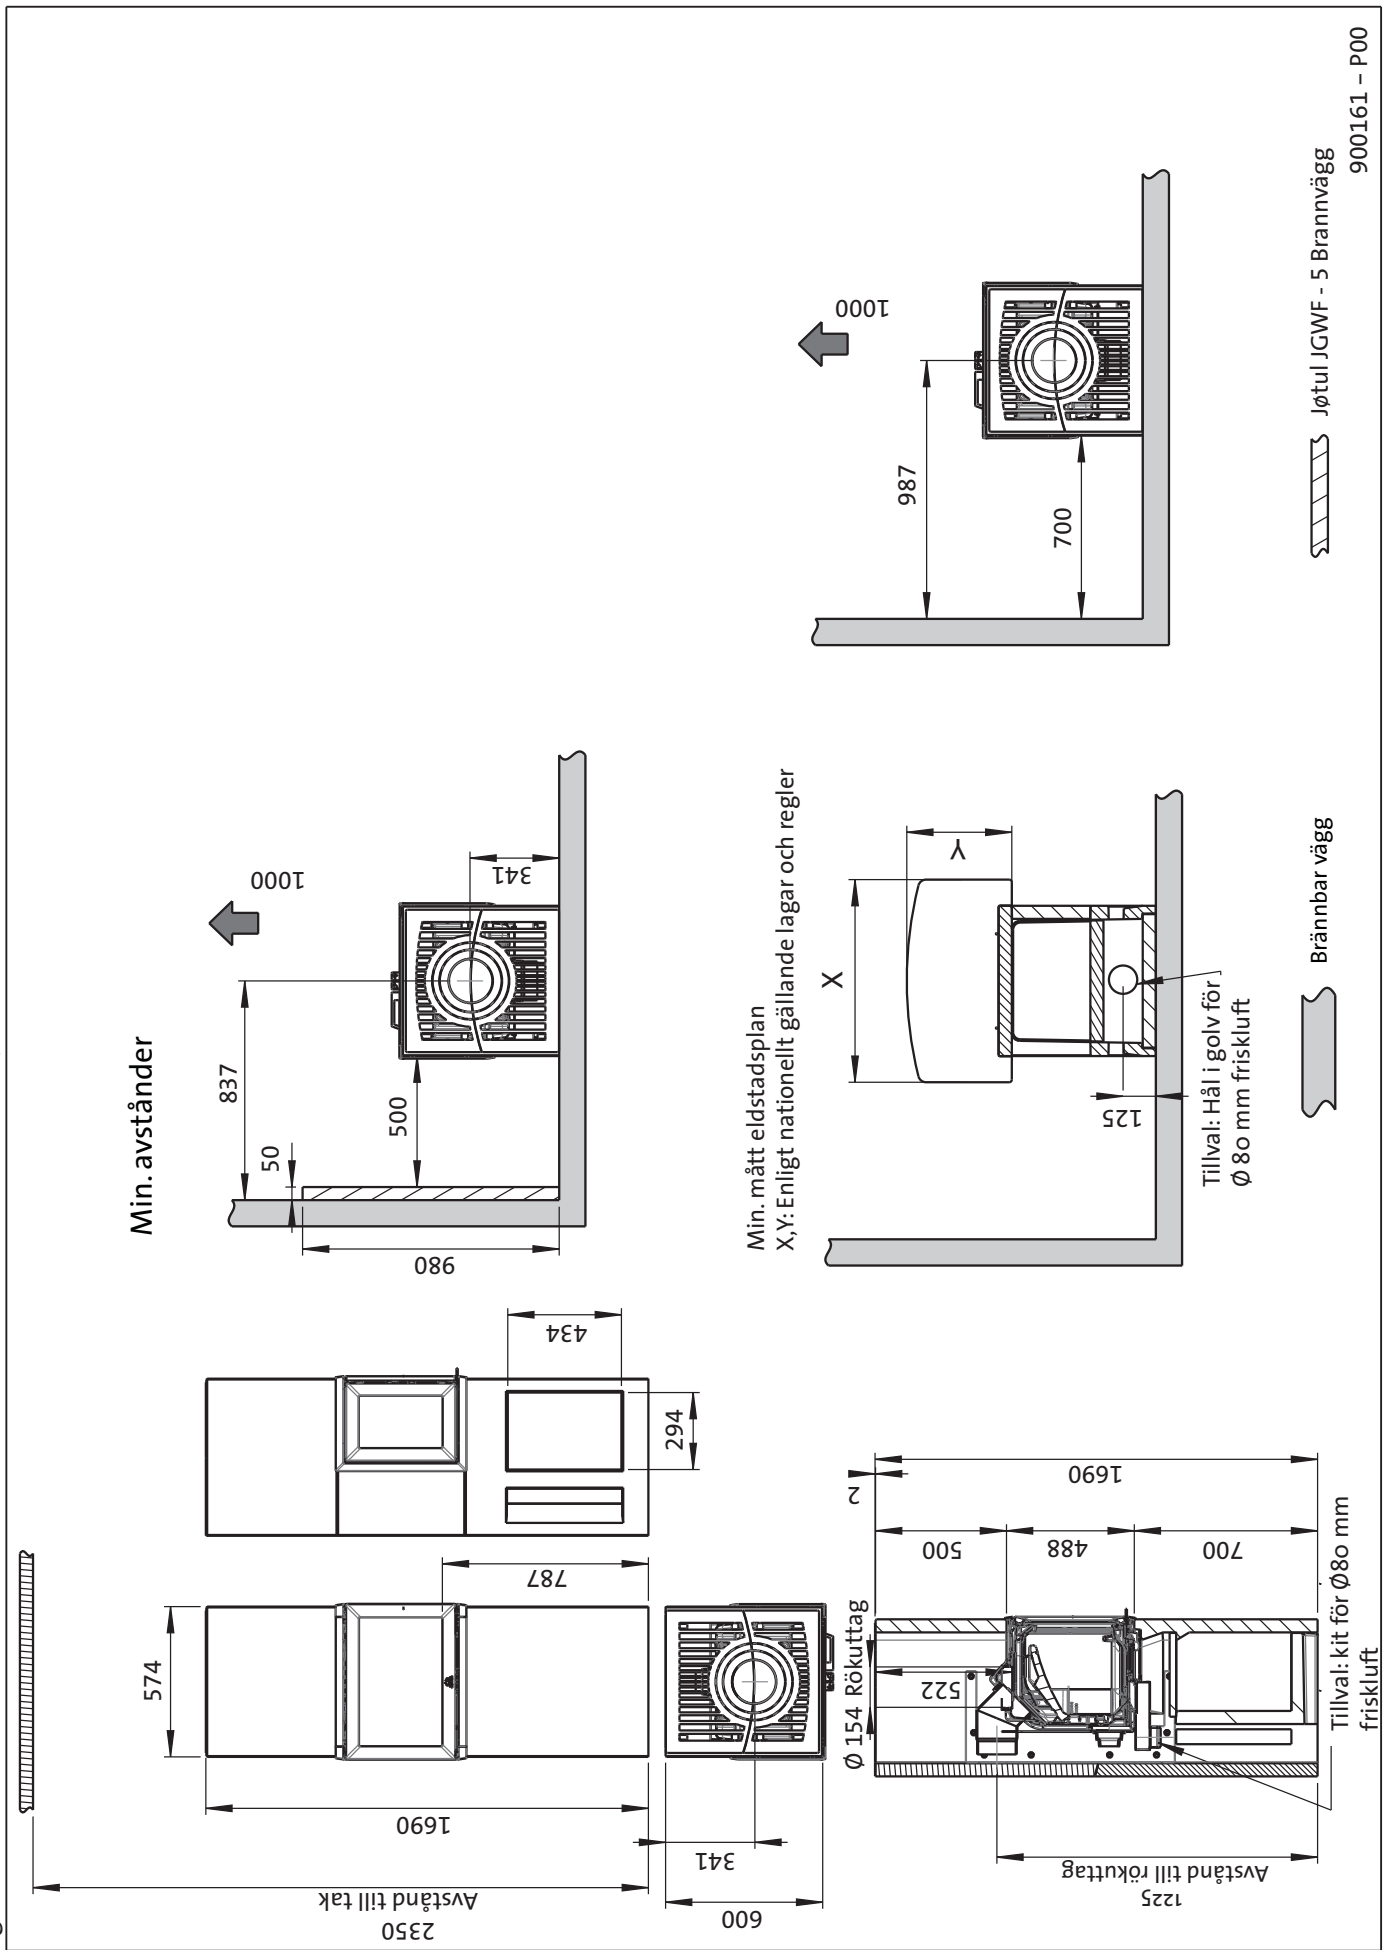 2350
Avstånd till tak
1690
574
787
434
294
600
341
Min. avstånder
50
837
500
980
341
1000
Ø 154 Rökuttag
522
2
500
488
700
1690
1225
Avstånd till rökuttag
Tillval: kit för Ø80 mm
friskluft
Min. mått eldstadsplan
X,Y: Enligt nationellt gällande lagar och regler
X
Y
125
Tillval: Hål i golv för
Ø 80 mm friskluft
987
700
1000
Brännbar vägg
Jøtul JGWF - 5 Brannvägg
900161 – P00